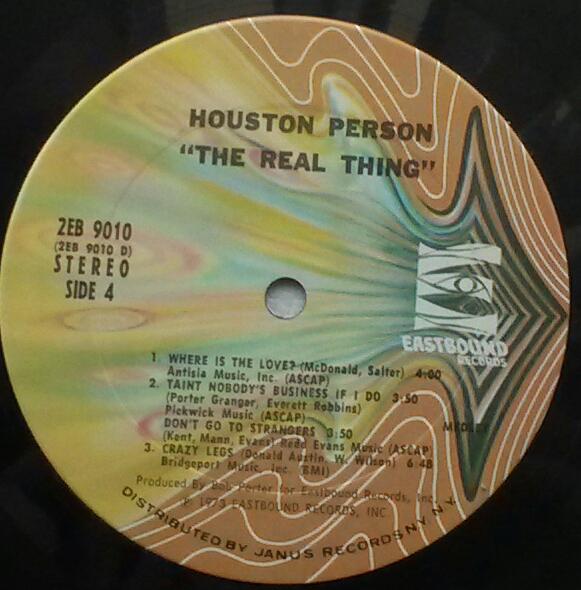 HOUSTON PERSON
"THE REAL THING"
2EB 9010
(2EB 9010 D)
STEREO
SIDE 4
EASTBOUND
RECORDS
1. WHERE IS THE LOVE? (McDonald, Salter) 4:00
Antisia Music, Inc. (ASCAP)
2. TAINT NOBODY'S BUSINESS IF I DO 3:50
(Porter Granger, Everett Robbins)
Pickwick Music (ASCAP)
MEDLEY
DON'T GO TO STRANGERS 3:50
(Kent, Mann, Evans) Redd Evans Music (ASCAP)
3. CRAZY LEGS (Donald Austin, W. Wilson) 6:48
Bridgeport Music, Inc. (BMI)
Produced By Bob Porter for Eastbound Records, Inc.
℗ 1973 EASTBOUND RECORDS, INC
DISTRIBUTED BY JANUS RECORDS NY. N.Y.